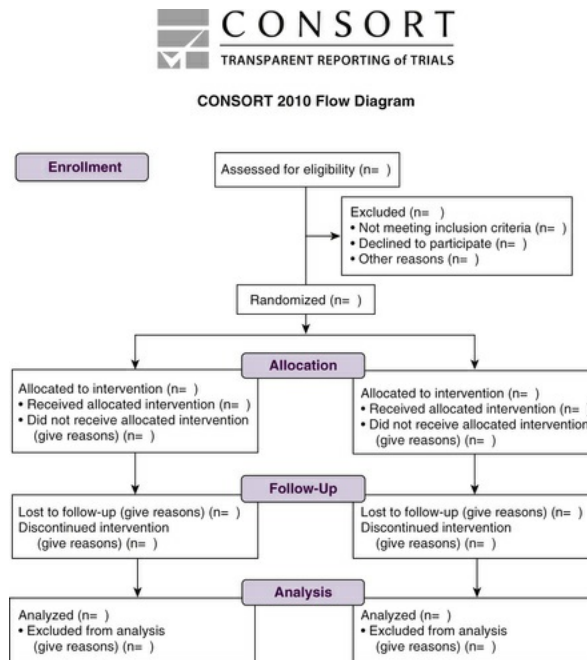 CONSORT
TRANSPARENT REPORTING of TRIALS
CONSORT 2010 Flow Diagram
Enrollment
Assessed for eligibility (n= )
Excluded (n= )
• Not meeting inclusion criteria (n= )
• Declined to participate (n= )
• Other reasons (n= )
Randomized (n= )
Allocation
Allocated to intervention (n= )
• Received allocated intervention (n= )
• Did not receive allocated intervention
(give reasons) (n= )
Allocated to intervention (n= )
• Received allocated intervention (n= )
• Did not receive allocated intervention
(give reasons) (n= )
Follow-Up
Lost to follow-up (give reasons) (n= )
Discontinued intervention
(give reasons) (n= )
Lost to follow-up (give reasons) (n= )
Discontinued intervention
(give reasons) (n= )
Analysis
Analyzed (n= )
• Excluded from analysis
(give reasons) (n= )
Analyzed (n= )
• Excluded from analysis
(give reasons) (n= )